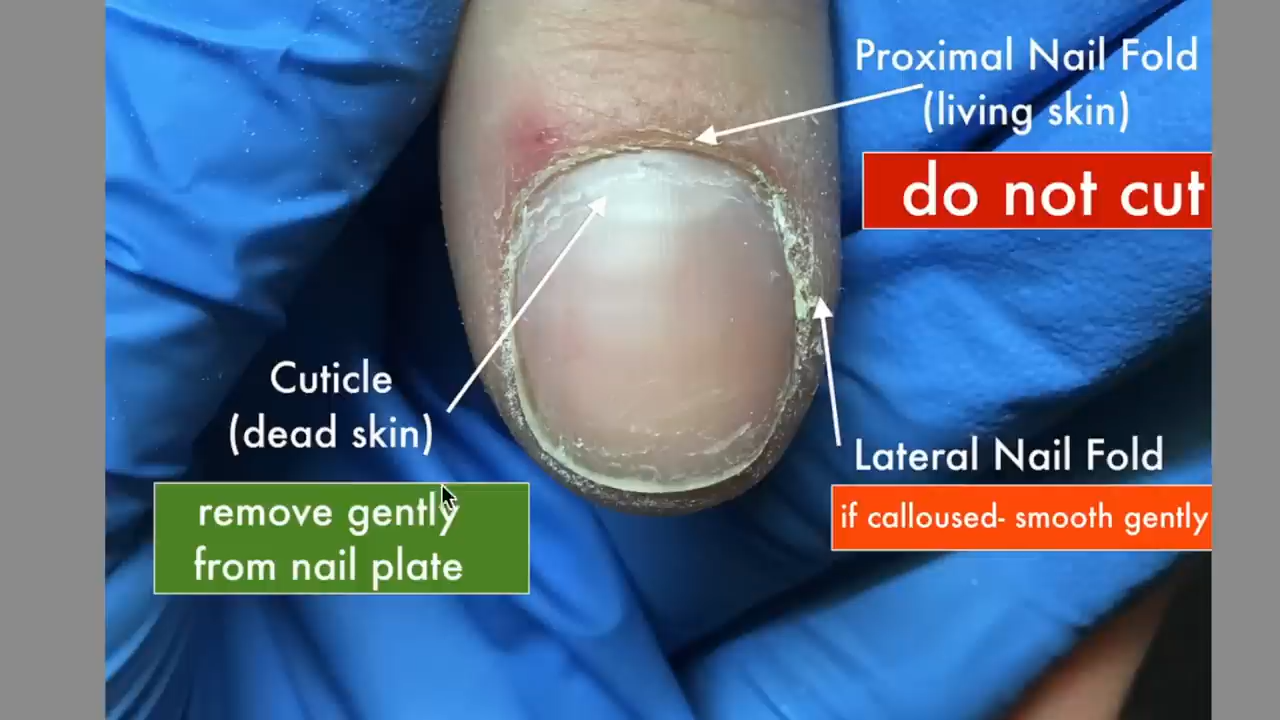 Proximal Nail Fold
(living skin)
do not cut
Cuticle
(dead skin)
remove gently
from nail plate
Lateral Nail Fold
if calloused- smooth gently